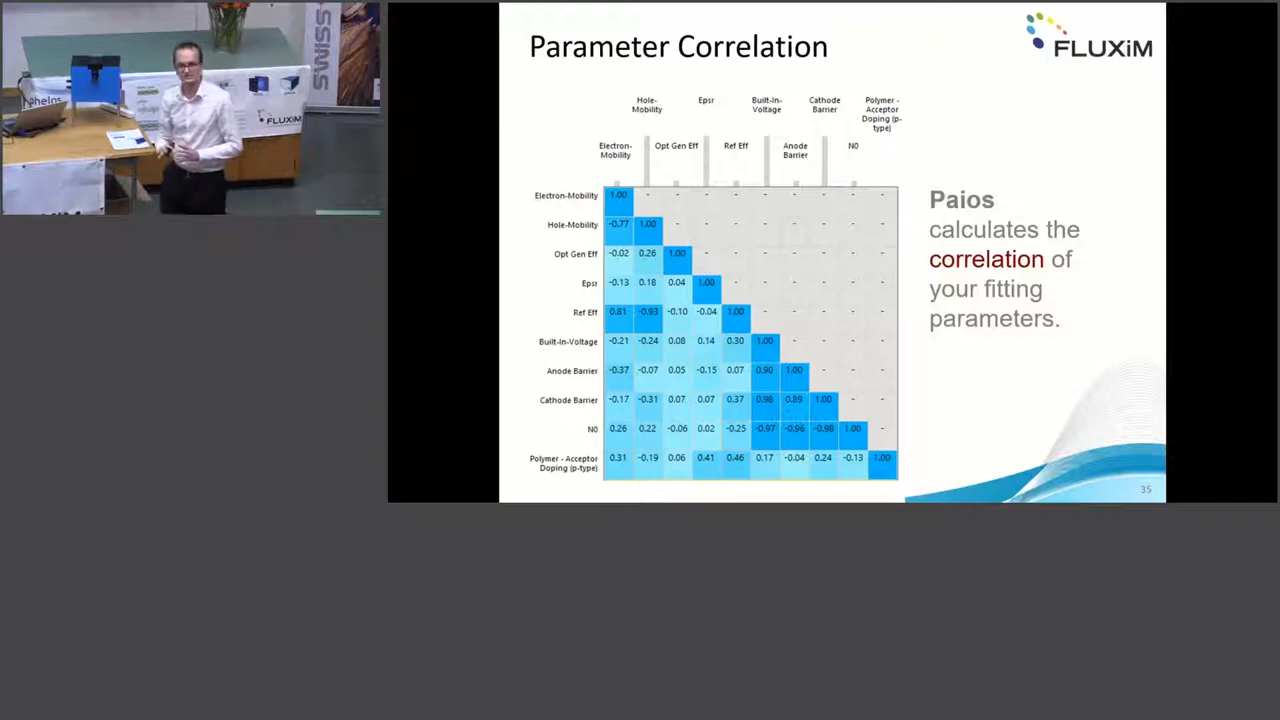 Parameter Correlation
FLUXiM
SWISS
FLUXiM
Hole-
Mobility
Epsr
Built-In-
Voltage
Cathode
Barrier
Polymer -
Acceptor
Doping (p-
type)
Electron-
Mobility
Opt Gen Eff
Ref Eff
Anode
Barrier
N0
Electron-Mobility 1.00 - - - - - - - - -
Hole-Mobility -0.77 1.00 - - - - - - - -
Opt Gen Eff -0.02 0.26 1.00 - - - - - - -
Epsr -0.13 0.18 0.04 1.00 - - - - - -
Ref Eff 0.81 -0.93 -0.10 -0.04 1.00 - - - - -
Built-In-Voltage -0.21 -0.24 0.08 0.14 0.30 1.00 - - - -
Anode Barrier -0.37 -0.07 0.05 -0.15 0.07 0.90 1.00 - - -
Cathode Barrier -0.17 -0.31 0.07 0.07 0.37 0.98 0.89 1.00 - -
N0 0.26 0.22 -0.06 0.02 -0.25 -0.97 -0.96 -0.98 1.00 -
Polymer - Acceptor
Doping (p-type) 0.31 -0.19 0.06 0.41 0.46 0.17 -0.04 0.24 -0.13 1.00
Paios
calculates the
correlation of
your fitting
parameters.
35